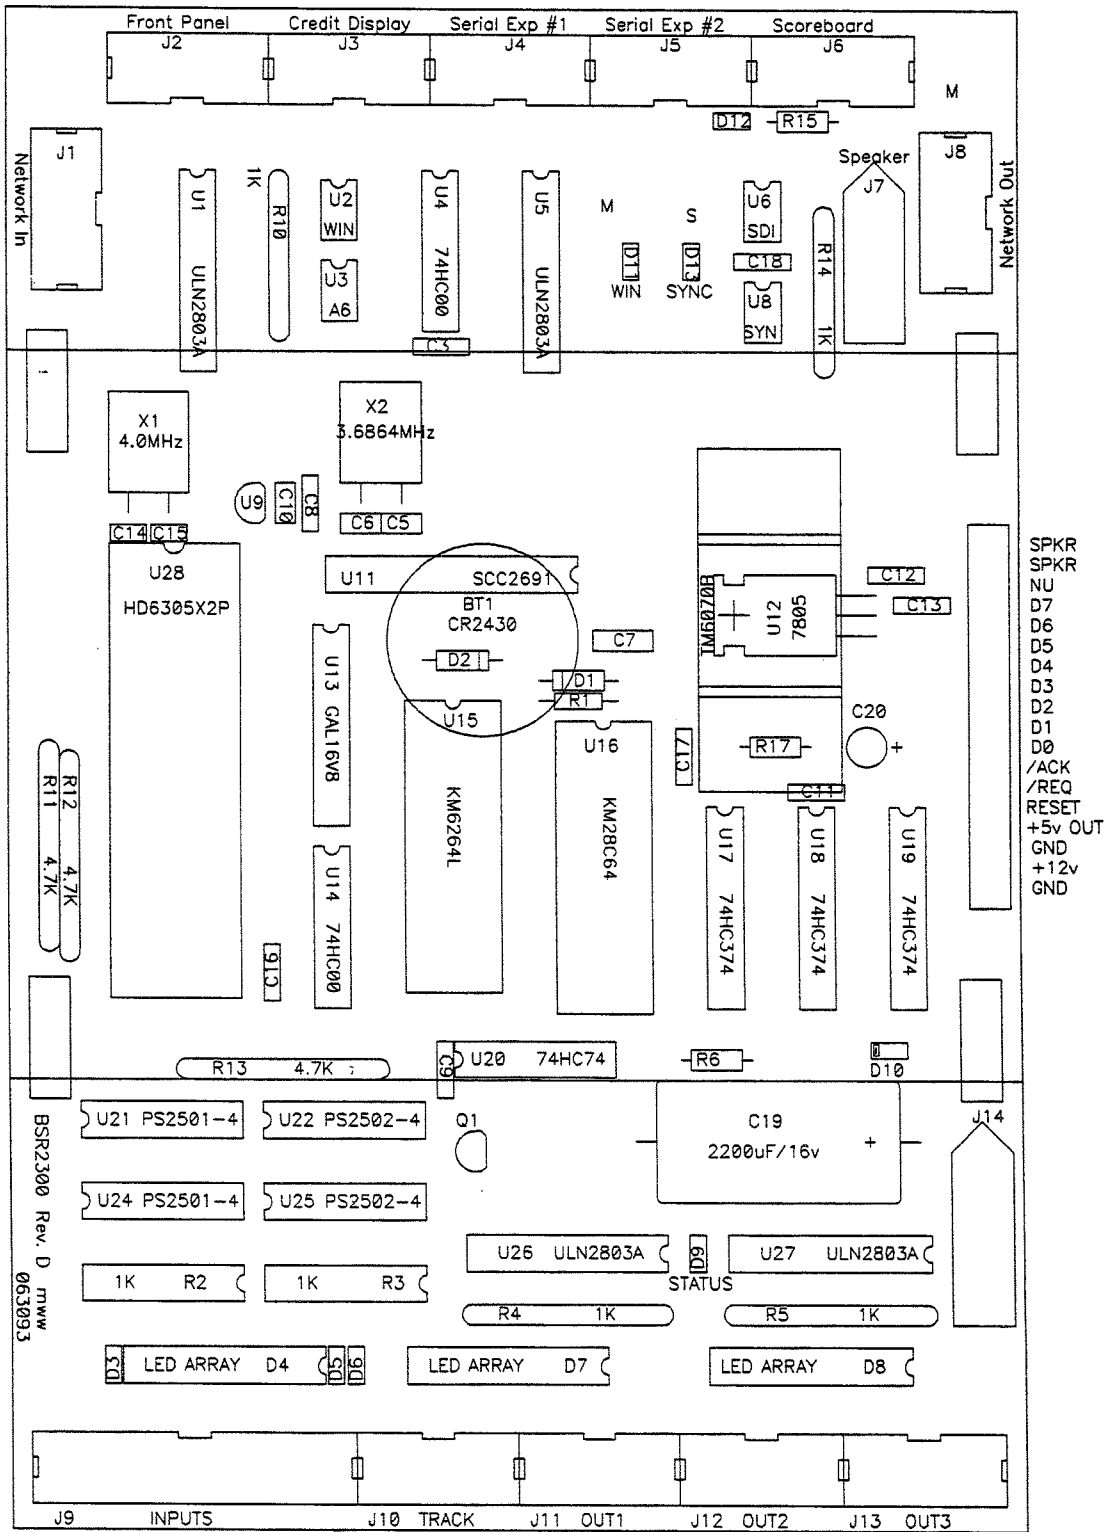 Front Panel Credit Display Serial Exp #1 Serial Exp #2 Scoreboard
J2 J3 J4 J5 J6
M
D12 R15
Network In
J1
U1 ULN2803A
1K
R10
U2
WIN
U3
A6
U4 74HC00
C3
U5 ULN2803A
M
S
D11
WIN
D13
SYNC
U6
SDI
C18
U8
SYN
R14 1K
Speaker
J7
J8
Network Out
X1
4.0MHz
X2
3.6864MHz
U9
C10
C8
C6 C5
C14 C15
U28
HD6305X2P
U11 SCC2691
BT1
CR2430
D2
C7
D1
R1
U13 GAL16V8
U15
KM6264L
U16
KM28C64
TM6070B
U12
7805
C12
C13
C17
R17
C20
+
C11
SPKR
SPKR
NU
D7
D6
D5
D4
D3
D2
D1
D0
/ACK
/REQ
RESET
+5v OUT
GND
+12v
GND
R11 4.7K
R12 4.7K
U14 74HC00
C16
U17 74HC374
U18 74HC374
U19 74HC374
R13 4.7K
C9
U20 74HC74
R6
D10
BSR2300 Rev. D mww
063093
U21 PS2501-4
U22 PS2502-4
Q1
C19
2200uF/16v +
J14
U24 PS2501-4
U25 PS2502-4
U26 ULN2803A
D9
STATUS
U27 ULN2803A
1K R2
1K R3
R4 1K
R5 1K
D3
LED ARRAY D4
D5
D6
LED ARRAY D7
LED ARRAY D8
J9 INPUTS J10 TRACK J11 OUT1 J12 OUT2 J13 OUT3